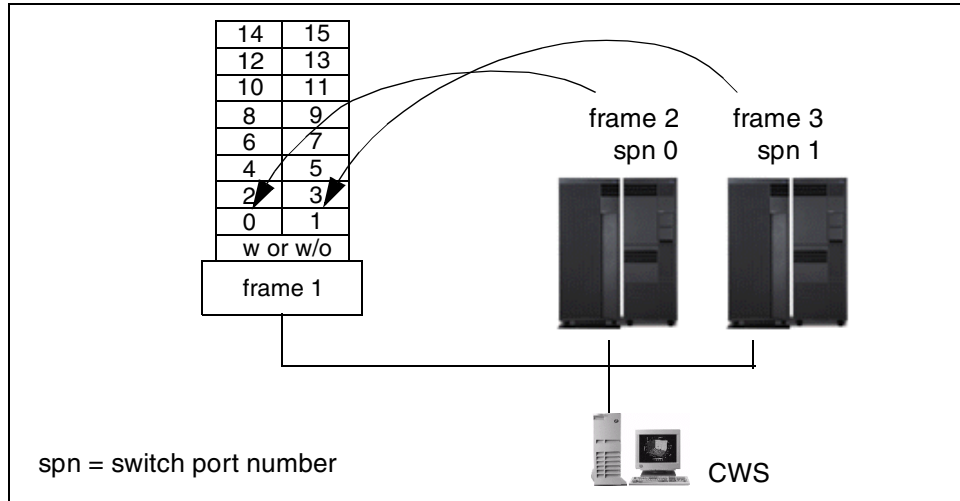 14 15
12 13
10 11
8 9
6 7
4 5
2 3
0 1
w or w/o
frame 1
frame 2
spn 0
frame 3
spn 1
CWS
spn = switch port number